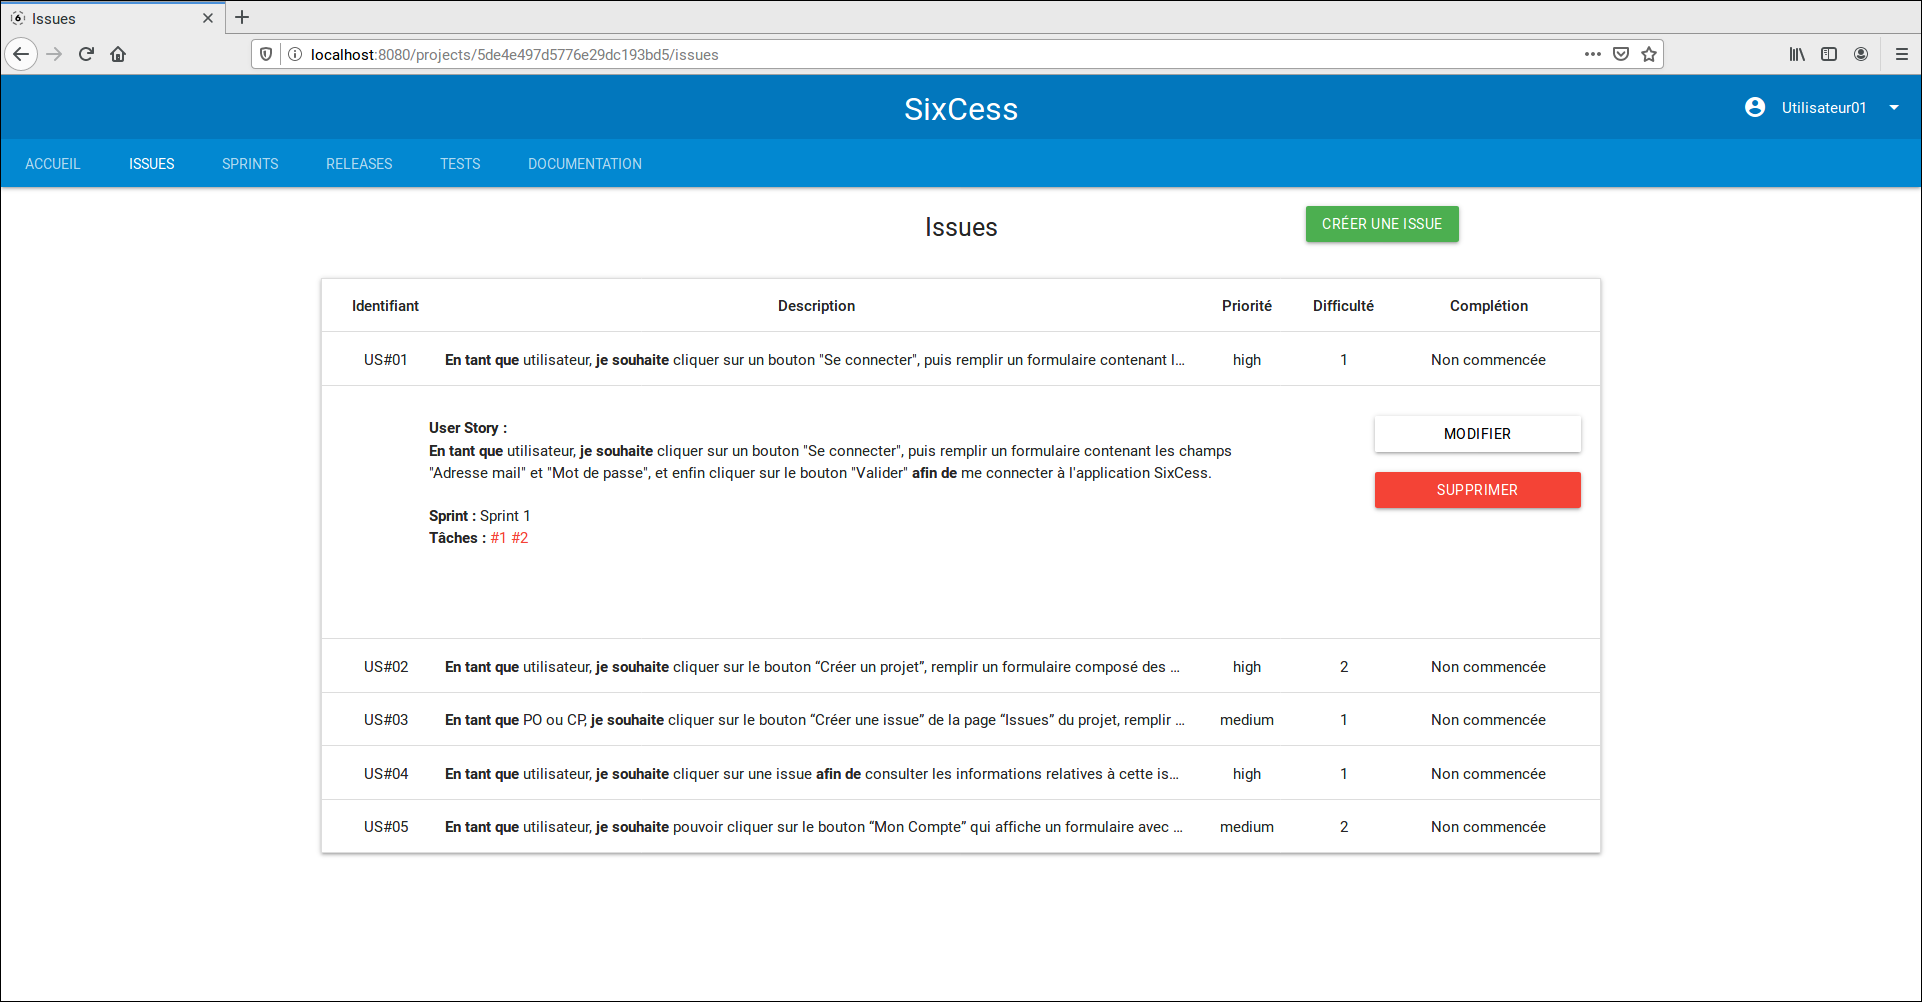 Issues
localhost:8080/projects/5de4e497d5776e29dc193bd5/issues
SixCess
Utilisateur01
ACCUEIL ISSUES SPRINTS RELEASES TESTS DOCUMENTATION
Issues
CRÉER UNE ISSUE
Identifiant Description Priorité Difficulté Complétion
US#01 En tant que utilisateur, je souhaite cliquer sur un bouton "Se connecter", puis remplir un formulaire contenant l… high 1 Non commencée
User Story :
En tant que utilisateur, je souhaite cliquer sur un bouton "Se connecter", puis remplir un formulaire contenant les champs
"Adresse mail" et "Mot de passe", et enfin cliquer sur le bouton "Valider" afin de me connecter à l'application SixCess.
MODIFIER
SUPPRIMER
Sprint : Sprint 1
Tâches : #1 #2
US#02 En tant que utilisateur, je souhaite cliquer sur le bouton “Créer un projet”, remplir un formulaire composé des … high 2 Non commencée
US#03 En tant que PO ou CP, je souhaite cliquer sur le bouton “Créer une issue” de la page “Issues” du projet, remplir … medium 1 Non commencée
US#04 En tant que utilisateur, je souhaite cliquer sur une issue afin de consulter les informations relatives à cette is… high 1 Non commencée
US#05 En tant que utilisateur, je souhaite pouvoir cliquer sur le bouton “Mon Compte” qui affiche un formulaire avec … medium 2 Non commencée